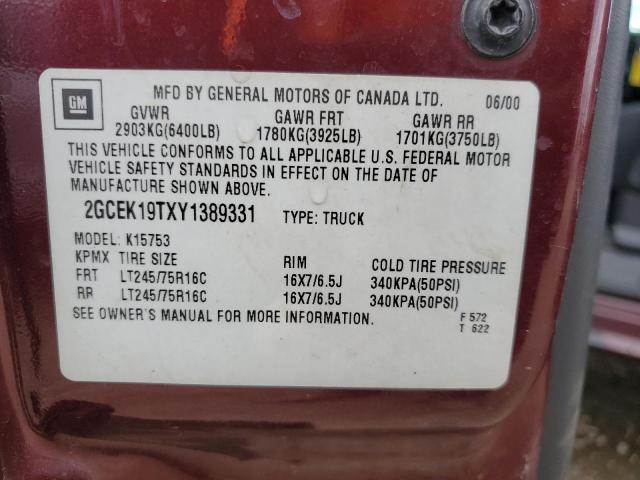 GM
MFD BY GENERAL MOTORS OF CANADA LTD. 06/00
GVWR GAWR FRT GAWR RR
2903KG(6400LB) 1780KG(3925LB) 1701KG(3750LB)
THIS VEHICLE CONFORMS TO ALL APPLICABLE U.S. FEDERAL MOTOR
VEHICLE SAFETY STANDARDS IN EFFECT ON THE DATE OF
MANUFACTURE SHOWN ABOVE.
2GCEK19TXY1389331 TYPE: TRUCK
MODEL: K15753
KPMX TIRE SIZE RIM COLD TIRE PRESSURE
FRT LT245/75R16C 16X7/6.5J 340KPA(50PSI)
RR LT245/75R16C 16X7/6.5J 340KPA(50PSI)
SEE OWNER'S MANUAL FOR MORE INFORMATION. F 572
T 622